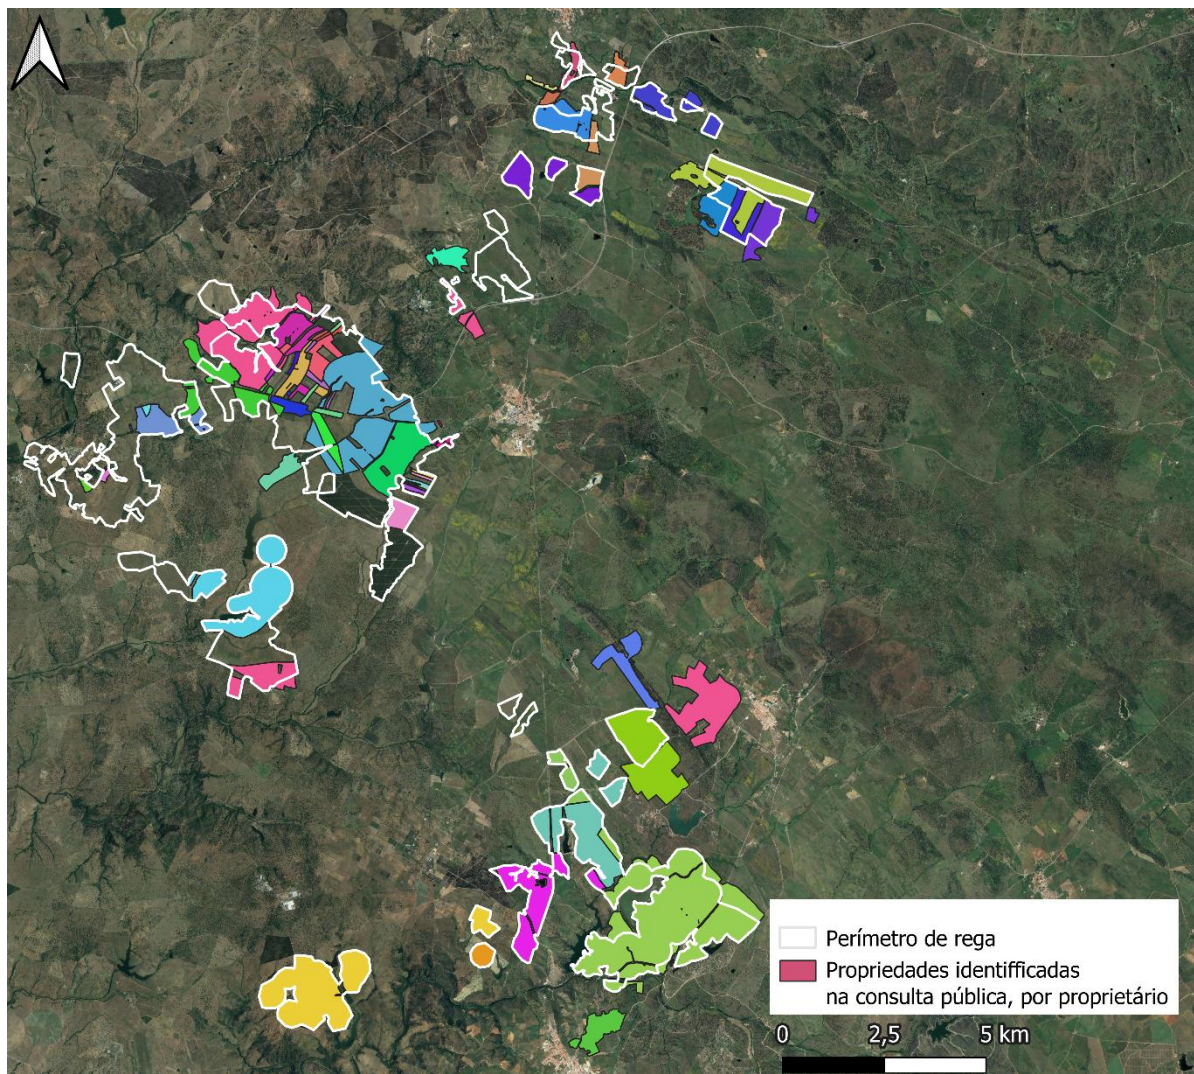 Perímetro de rega
Propriedades identifficadas
na consulta pública, por proprietário
0 2,5 5 km